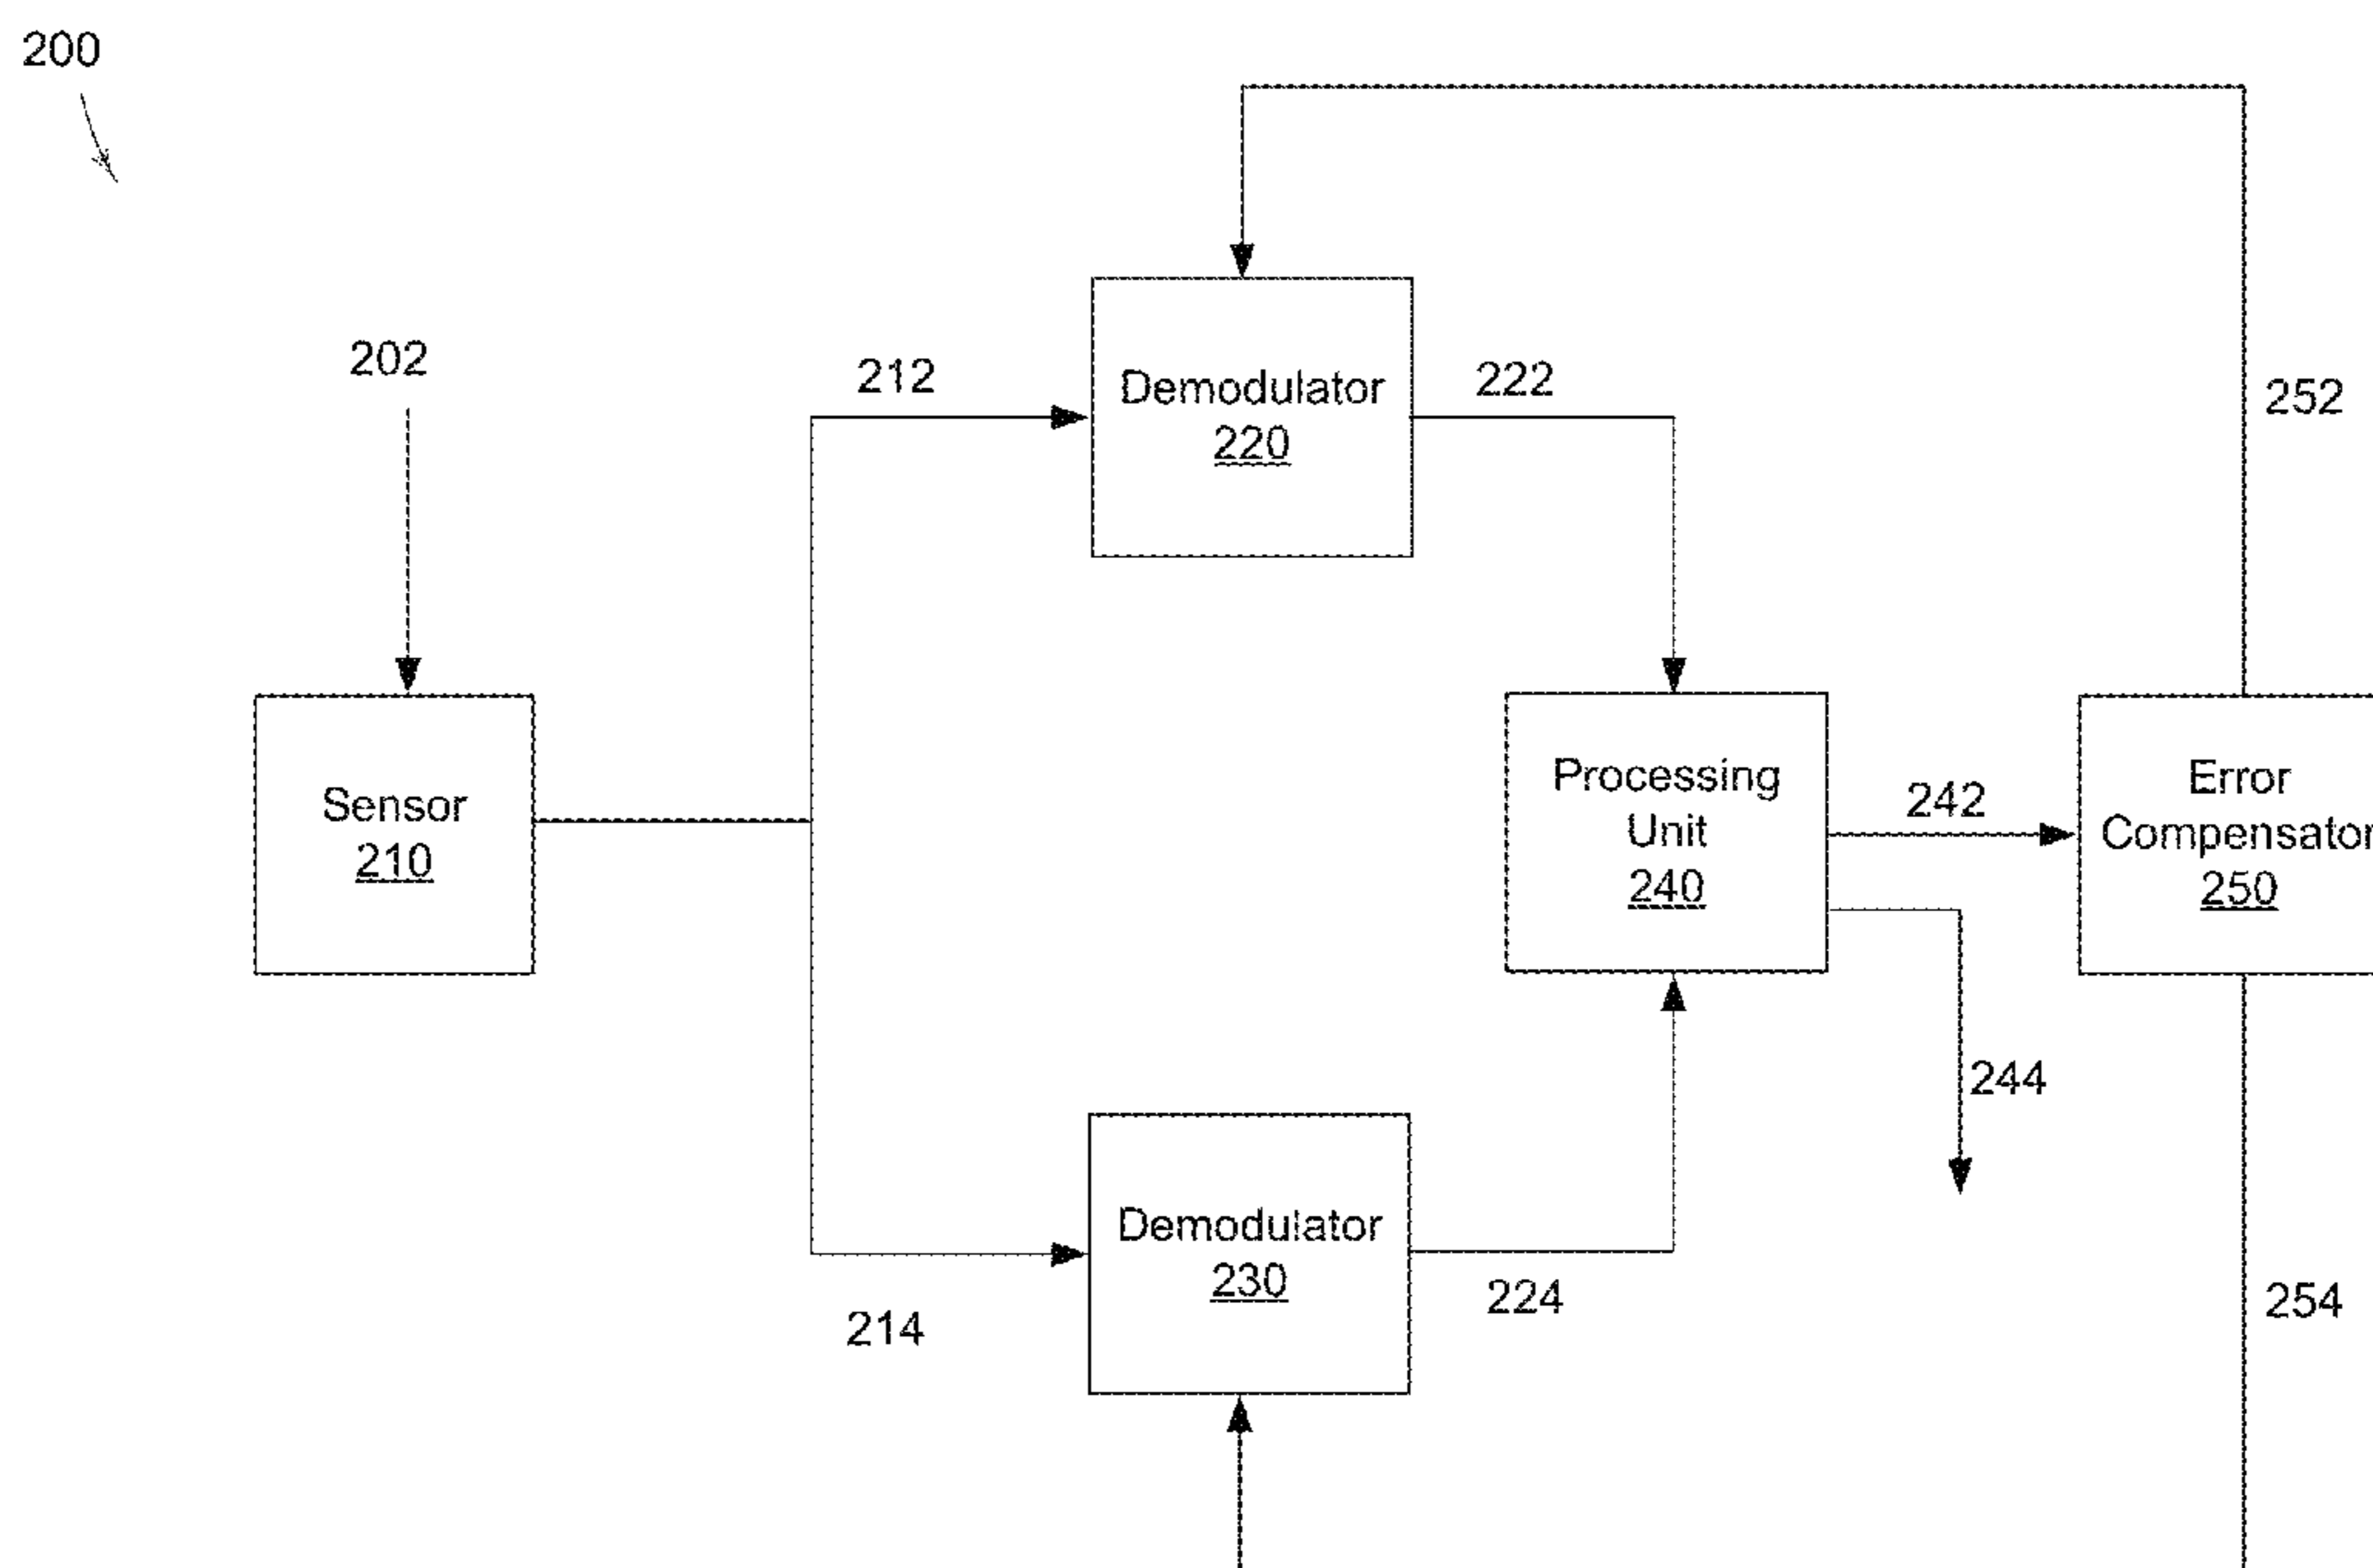 200
202
212
Demodulator
220
222
252
Sensor
210
Processing
Unit
240
242
Error
Compensator
250
244
Demodulator
230
214
224
254